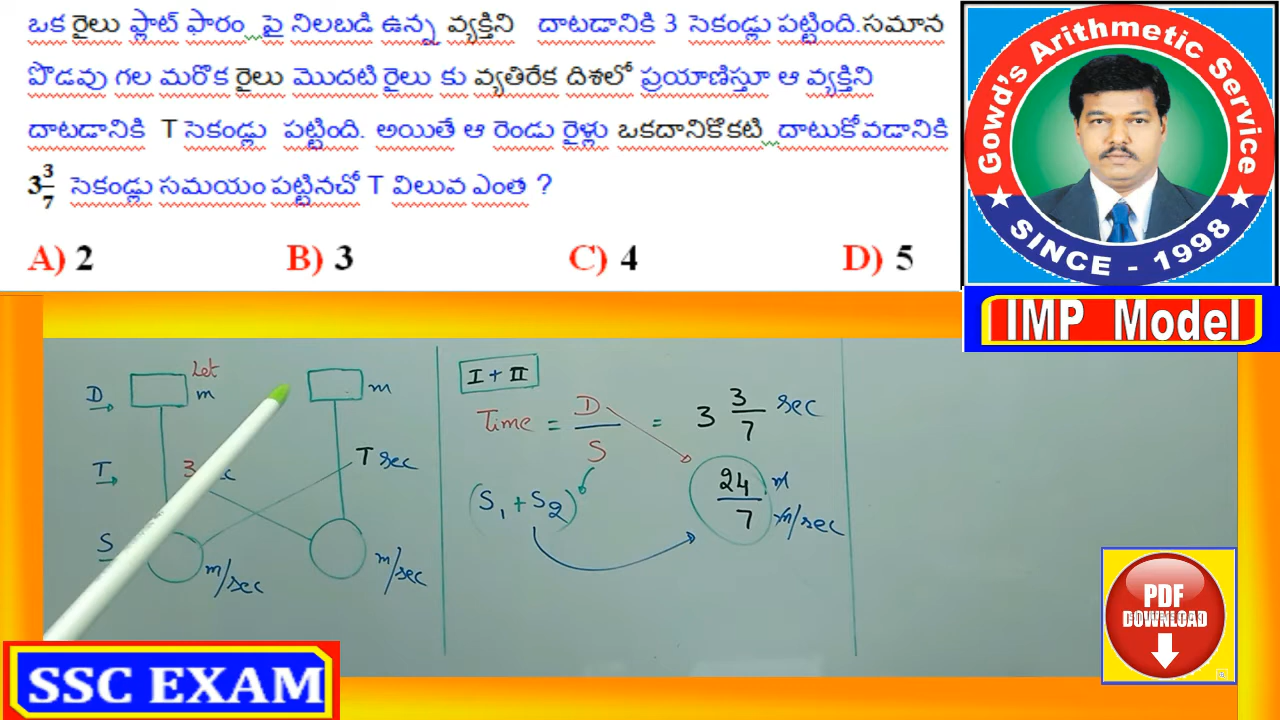 ఒక రైలు ప్లాట్ ఫారం పై నిలబడి ఉన్న వ్యక్తిని దాటడానికి 3 సెకండ్లు పట్టింది.సమాన
పొడవు గల మరొక రైలు మొదటి రైలు కు వ్యతిరేక దిశలో ప్రయాణిస్తూ ఆ వ్యక్తిని
దాటడానికి T సెకండ్లు పట్టింది. అయితే ఆ రెండు రైళ్లు ఒకదానికొకటి దాటుకోవడానికి
3 3/7 సెకండ్లు సమయం పట్టినచో T విలువ ఎంత ?
A) 2 B) 3 C) 4 D) 5
Gowd's Arithmetic Service
SINCE - 1998
IMP Model
Let
D m m
T 3 T sec
S m/sec m/sec
I + II
Time = D/S = 3 3/7 sec
(S1 + S2) 24/7 m m/sec
PDF
DOWNLOAD
SSC EXAM